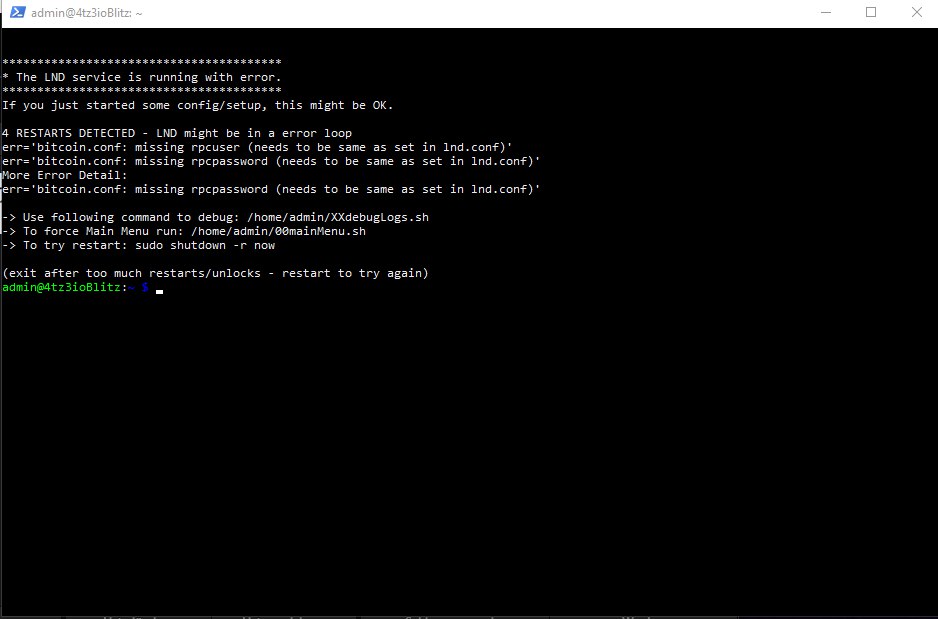 admin@4tz3ioBlitz: ~
****************************************
* The LND service is running with error.
****************************************
If you just started some config/setup, this might be OK.
4 RESTARTS DETECTED - LND might be in a error loop
err='bitcoin.conf: missing rpcuser (needs to be same as set in lnd.conf)'
err='bitcoin.conf: missing rpcpassword (needs to be same as set in lnd.conf)'
More Error Detail:
err='bitcoin.conf: missing rpcpassword (needs to be same as set in lnd.conf)'
-> Use following command to debug: /home/admin/XXdebugLogs.sh
-> To force Main Menu run: /home/admin/00mainMenu.sh
-> To try restart: sudo shutdown -r now
(exit after too much restarts/unlocks - restart to try again)
admin@4tz3ioBlitz:~ $